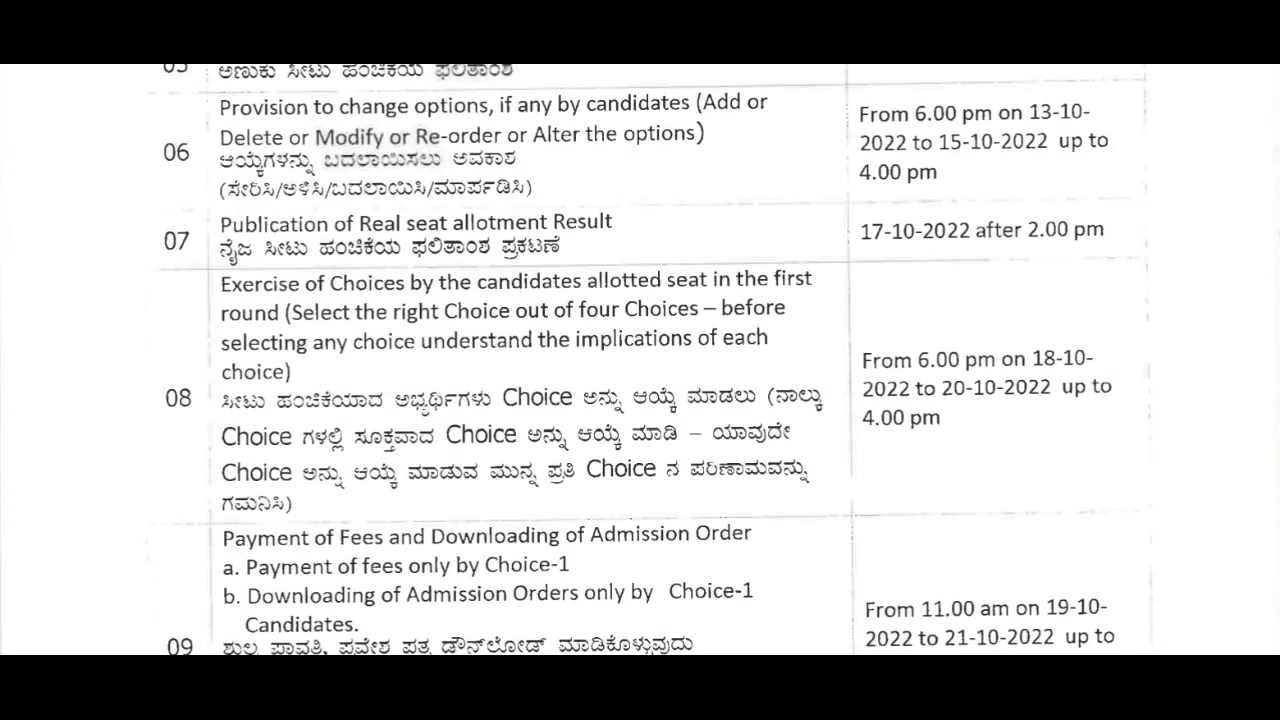 05 ಅಣುಕು ಸೀಟು ಹಂಚಿಕೆಯ ಫಲಿತಾಂಶ
Provision to change options, if any by candidates (Add or
Delete or Modify or Re-order or Alter the options)
06
ಆಯ್ಕೆಗಳನ್ನು ಬದಲಾಯಿಸಲು ಅವಕಾಶ
(ಸೇರಿಸಿ/ಅಳಿಸಿ/ಬದಲಾಯಿಸಿ/ಮಾರ್ಪಡಿಸಿ)
From 6.00 pm on 13-10-
2022 to 15-10-2022 up to
4.00 pm
07
Publication of Real seat allotment Result
ನೈಜ ಸೀಟು ಹಂಚಿಕೆಯ ಫಲಿತಾಂಶ ಪ್ರಕಟಣೆ
17-10-2022 after 2.00 pm
Exercise of Choices by the candidates allotted seat in the first
round (Select the right Choice out of four Choices – before
selecting any choice understand the implications of each
choice)
08
ಸೀಟು ಹಂಚಿಕೆಯಾದ ಅಭ್ಯರ್ಥಿಗಳು Choice ಅನ್ನು ಆಯ್ಕೆ ಮಾಡಲು (ನಾಲ್ಕು
Choice ಗಳಲ್ಲಿ ಸೂಕ್ತವಾದ Choice ಅನ್ನು ಆಯ್ಕೆ ಮಾಡಿ – ಯಾವುದೇ
Choice ಅನ್ನು ಆಯ್ಕೆ ಮಾಡುವ ಮುನ್ನ ಪ್ರತಿ Choice ನ ಪರಿಣಾಮವನ್ನು
ಗಮನಿಸಿ)
From 6.00 pm on 18-10-
2022 to 20-10-2022 up to
4.00 pm
Payment of Fees and Downloading of Admission Order
a. Payment of fees only by Choice-1
b. Downloading of Admission Orders only by Choice-1
Candidates.
09
ಶುಲ್ಕ ಪಾವತಿ, ಪ್ರವೇಶ ಪತ್ರ ಡೌನ್‌ಲೋಡ್ ಮಾಡಿಕೊಳ್ಳುವುದು
From 11.00 am on 19-10-
2022 to 21-10-2022 up to